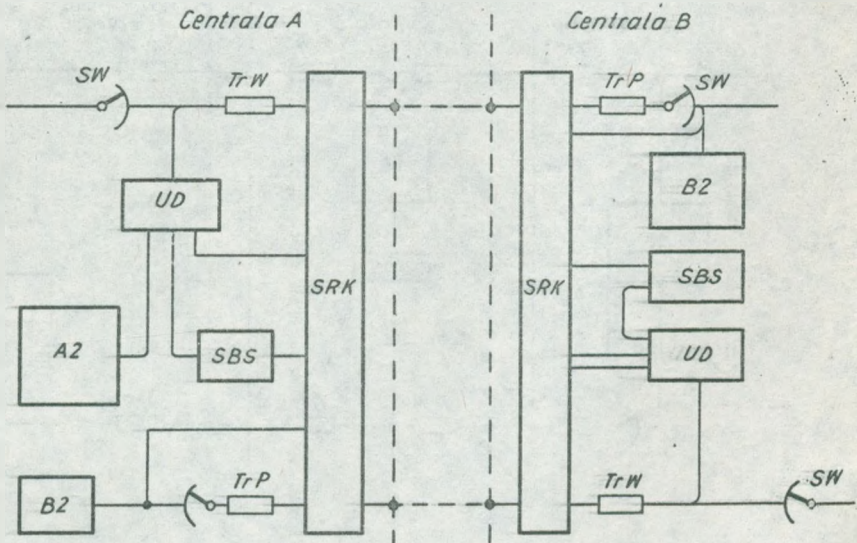 Centrala A
Centrala B
SW
TrW
TrP
SW
UD
B2
SRK
SRK
SBS
A2
SBS
UD
TrP
TrW
SW
B2